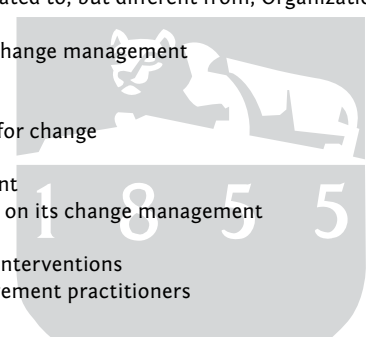 ated to, but different from, Organizatio
change management
for change
nt
1 8 5 5
on its change management
nterventions
ement practitioners